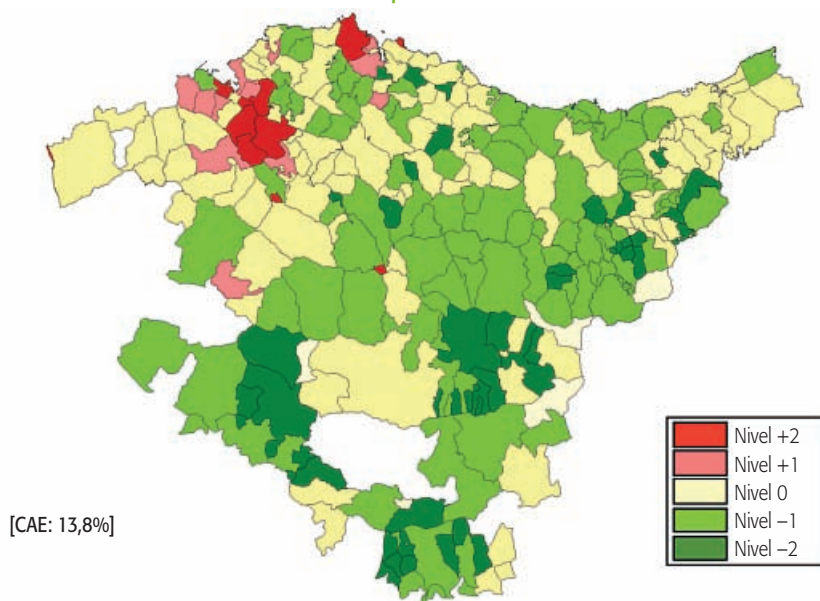 [CAE: 13,8%]
Nivel +2
Nivel +1
Nivel 0
Nivel –1
Nivel –2